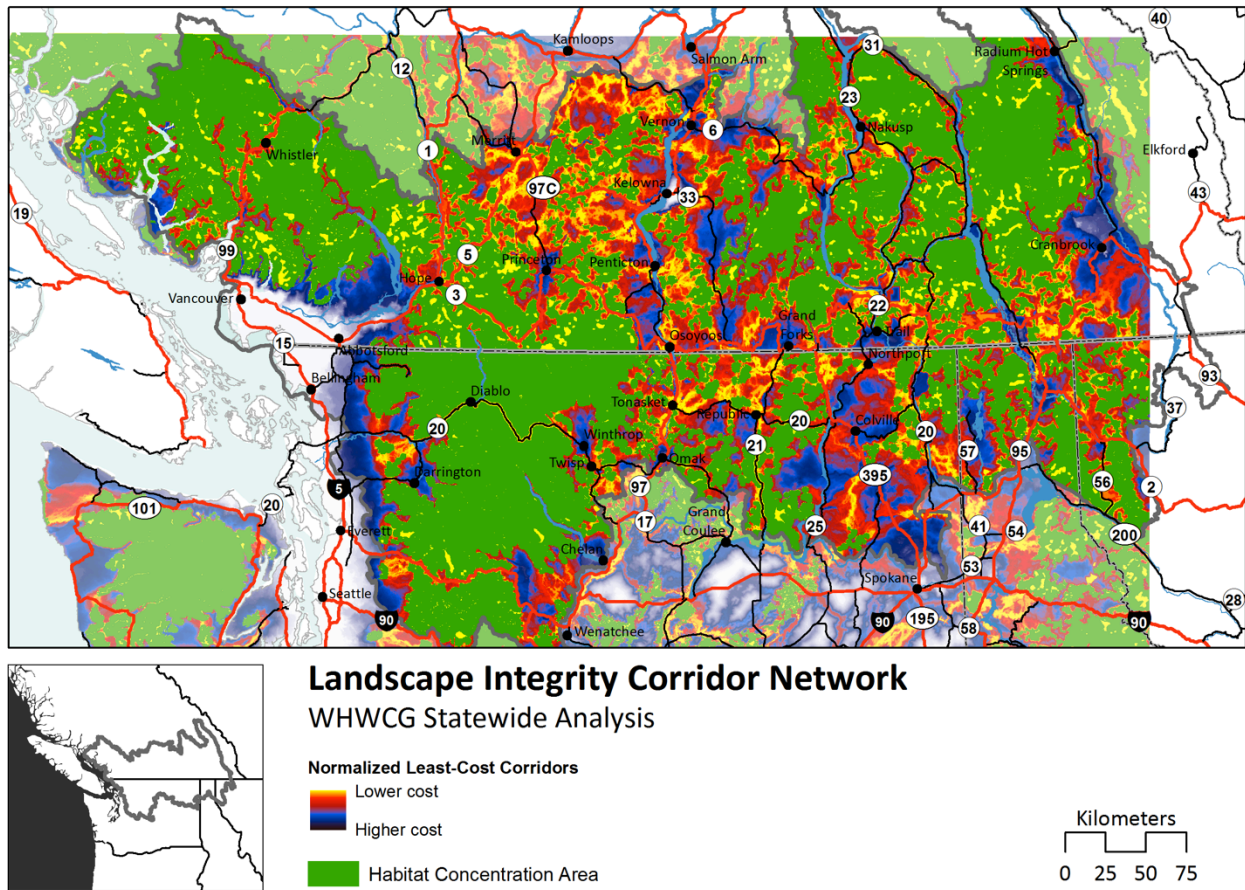 40
Kamloops
Salmon Arm
31
Radium Hot
Springs
12
23
Vernon
6
Nakusp
Whistler
1
Merritt
Elkford
97C
Kelowna
33
43
19
99
5
Princeton
Penticton
Cranbrook
Hope
3
Vancouver
22
Grand
Forks
Trail
15
Abbotsford
Osoyoos
Northport
Bellingham
93
37
Diablo
Tonasket
Republic
20
20
Colville
20
Winthrop
21
57
95
Twisp
Omak
Darrington
97
395
56
2
5
101
20
17
Grand
Coulee
25
41
54
200
Everett
Chelan
53
Spokane
Seattle
28
90
90
195
58
90
Wenatchee
Landscape Integrity Corridor Network
WHWCG Statewide Analysis
Normalized Least-Cost Corridors
Lower cost
Higher cost
Habitat Concentration Area
Kilometers
0 25 50 75